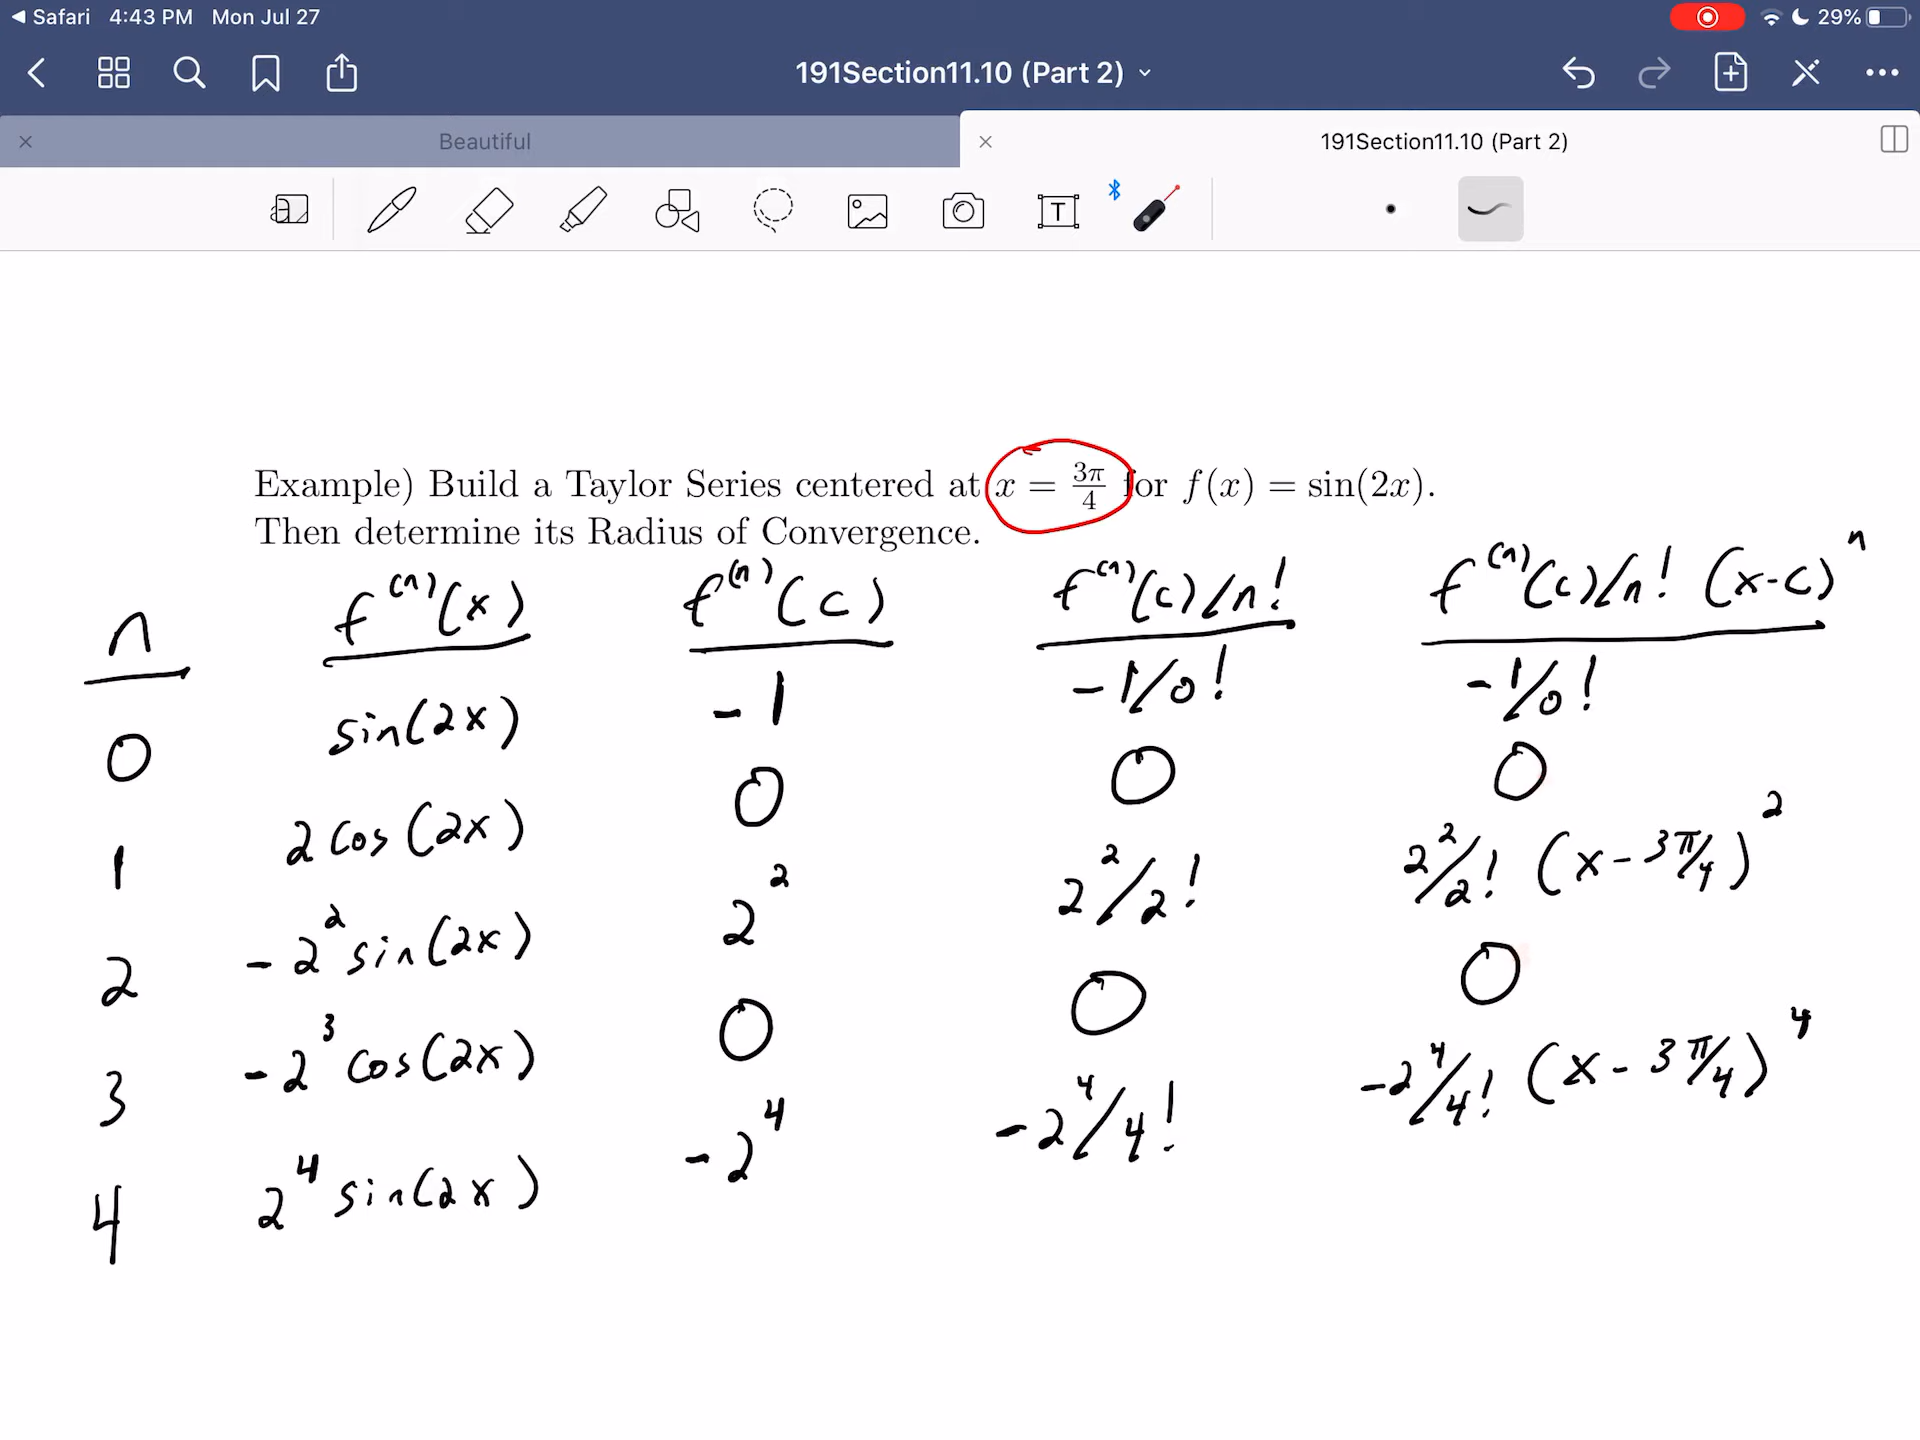 Safari 4:43 PM Mon Jul 27 29%
191Section11.10 (Part 2)
Beautiful 191Section11.10 (Part 2)
a T
Example) Build a Taylor Series centered at x = 3π/4 for f(x) = sin(2x).
Then determine its Radius of Convergence.
n f^(n)(x) f^(n)(c) f^(n)(c)/n! f^(n)(c)/n! (x-c)^n
0 sin(2x) -1 -1/0! -1/0!
1 2cos(2x) 0 0 0
2 -2^2 sin(2x) 2^2 2^2/2! 2^2/2! (x-3π/4)^2
3 -2^3 cos(2x) 0 0 0
4 2^4 sin(2x) -2^4 -2^4/4! -2^4/4! (x-3π/4)^4